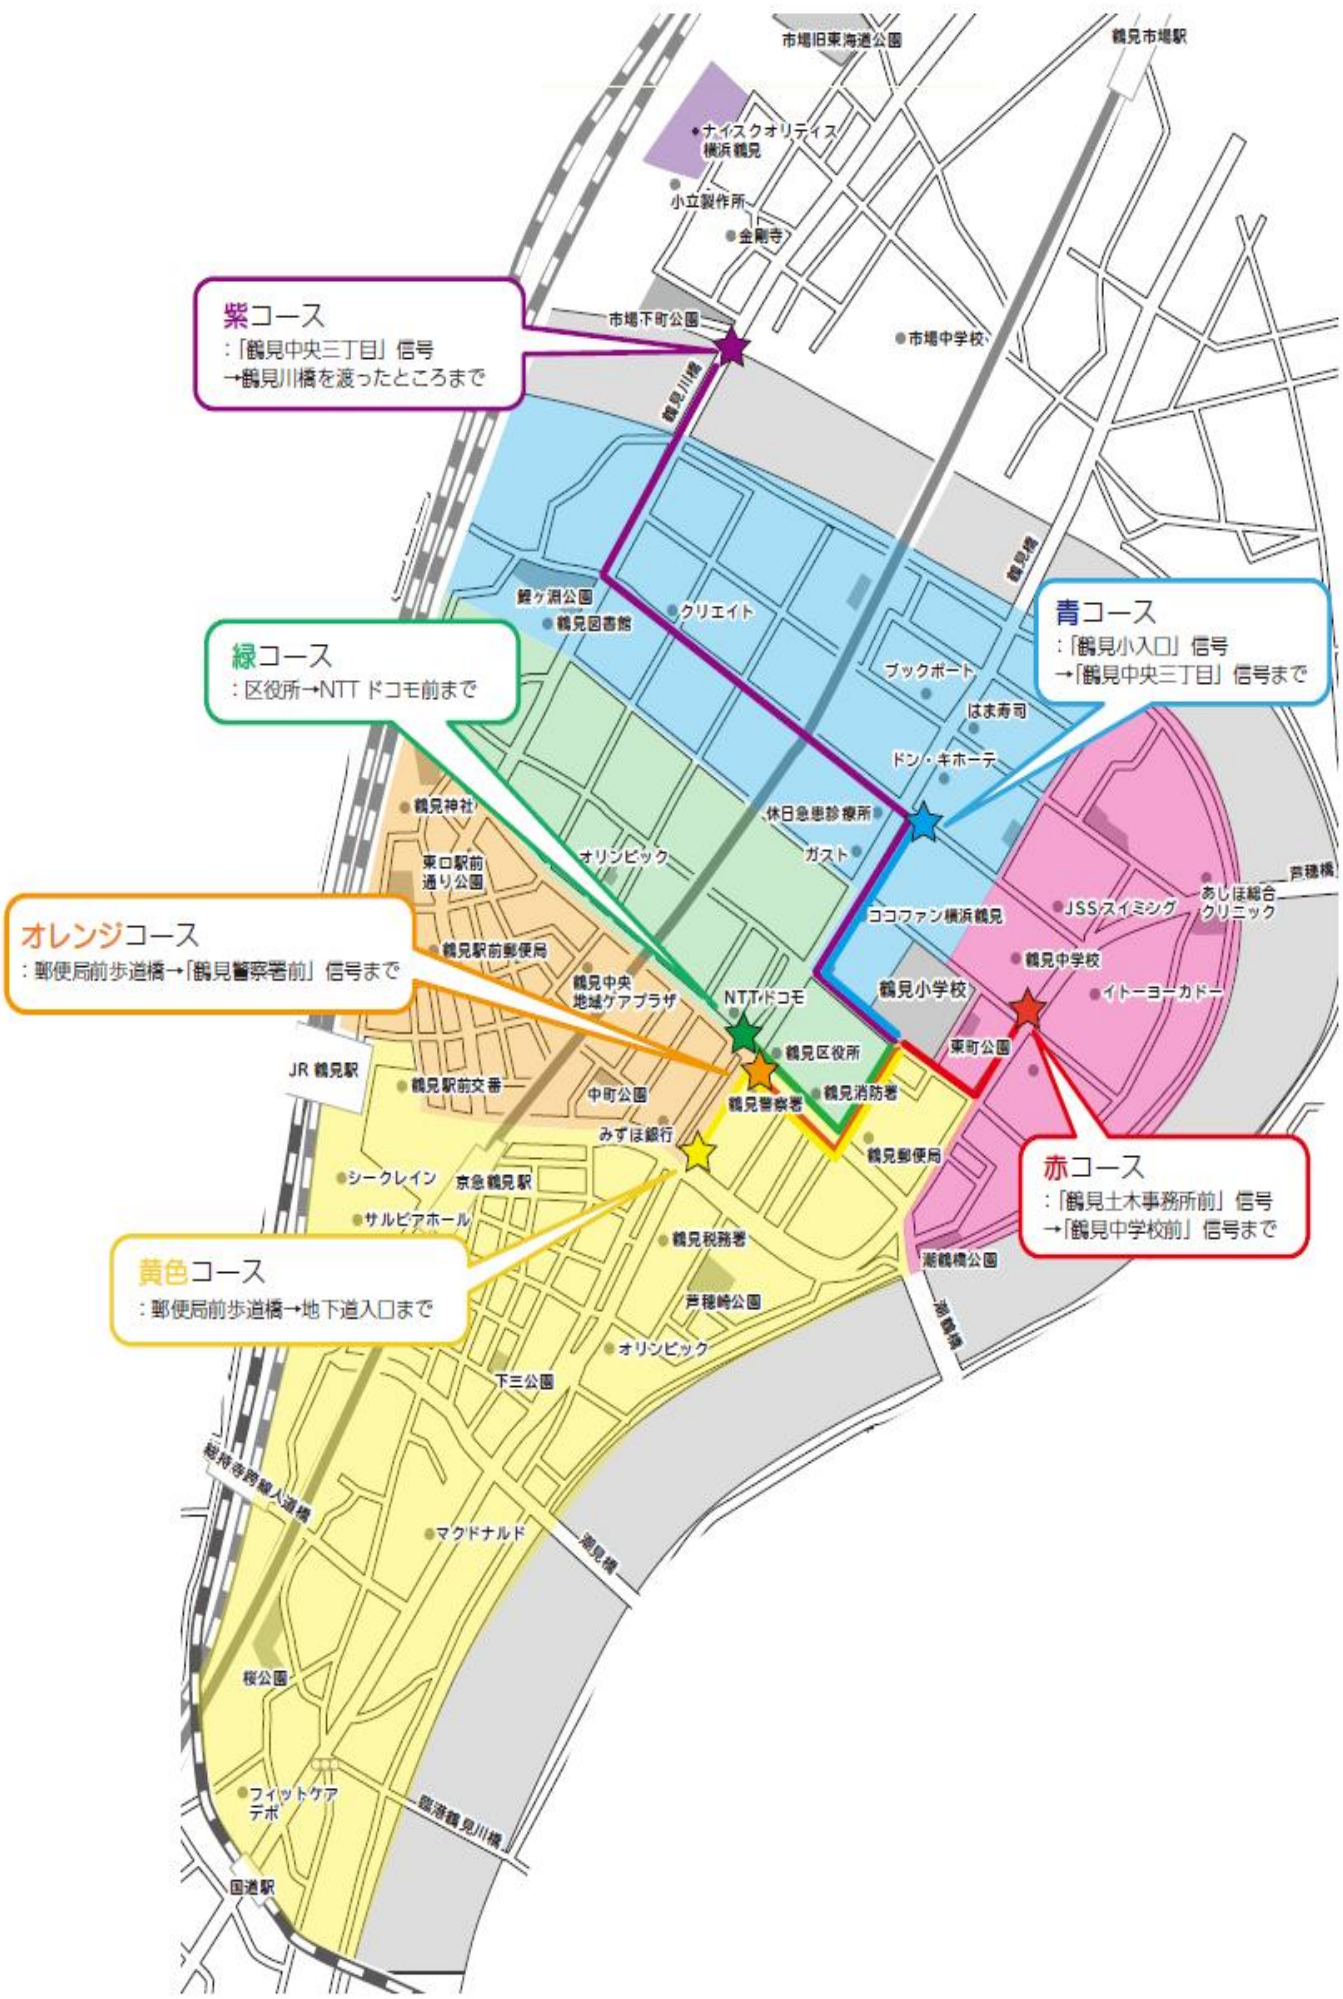 市場旧東海道公園
鶴見市場駅
ナイスクオリティス
横浜鶴見
小立製作所
金剛寺
紫コース
：「鶴見中央三丁目」信号
→鶴見川橋を渡ったところまで
市場下町公園
市場中学校
鶴見川橋
鶴見橋
鯉ヶ淵公園
鶴見図書館
クリエイト
青コース
：「鶴見小入口」信号
→「鶴見中央三丁目」信号まで
緑コース
：区役所→NTTドコモ前まで
ブックポート
はま寿司
ドン・キホーテ
鶴見神社
休日急患診療所
東口駅前
通り公園
オリンピック
ガスト
芦穂橋
あしほ総合
クリニック
JSSスイミング
ココファン横浜鶴見
オレンジコース
：郵便局前歩道橋→「鶴見警察署前」信号まで
鶴見駅前郵便局
鶴見中央
地域ケアプラザ
NTTドコモ
鶴見小学校
鶴見中学校
イトーヨーカドー
東町公園
鶴見区役所
JR 鶴見駅
鶴見駅前交番
中町公園
鶴見警察署
鶴見消防署
みずほ銀行
鶴見郵便局
赤コース
：「鶴見土木事務所前」信号
→「鶴見中学校前」信号まで
シークレイン
京急鶴見駅
サルビアホール
鶴見税務署
潮鶴橋公園
黄色コース
：郵便局前歩道橋→地下道入口まで
芦穂崎公園
潮鶴橋
オリンピック
下三公園
総持寺跨線人道橋
マクドナルド
潮見橋
桜公園
フィットケア
デポ
臨港鶴見川橋
国道駅